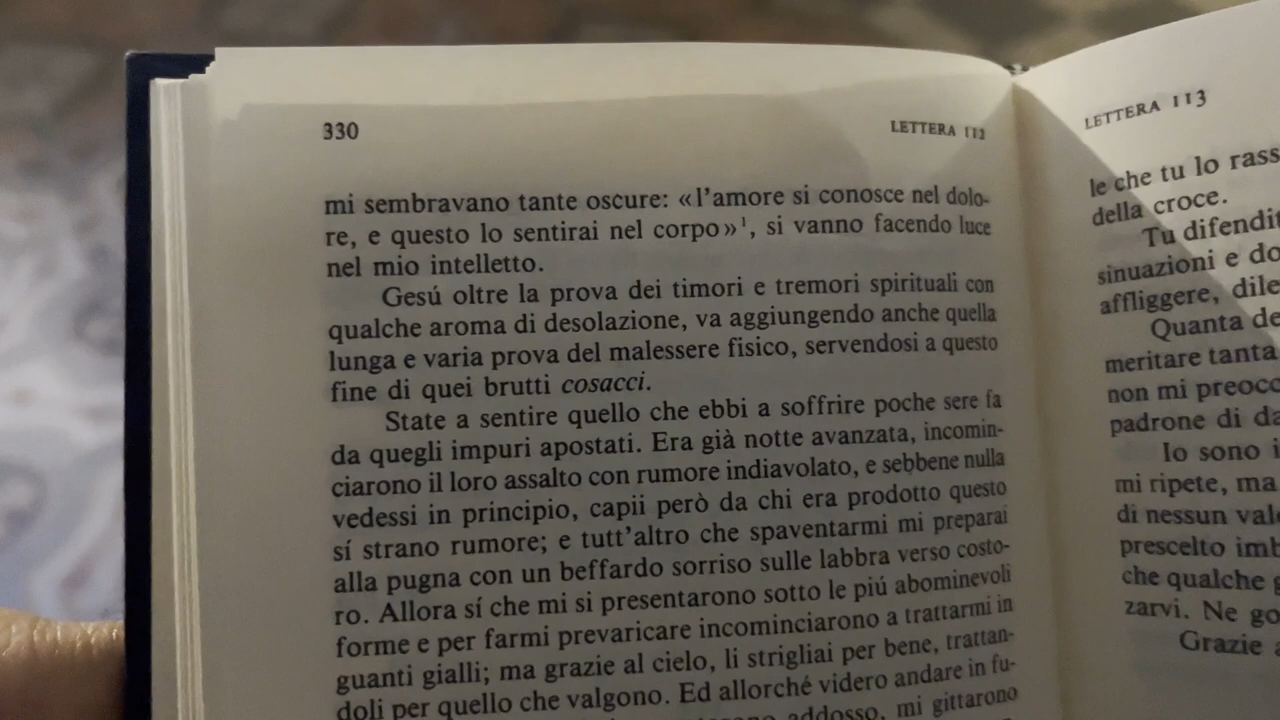 330
LETTERA 112
mi sembravano tante oscure: «l'amore si conosce nel dolo-
re, e questo lo sentirai nel corpo»¹, si vanno facendo luce
nel mio intelletto.
Gesú oltre la prova dei timori e tremori spirituali con
qualche aroma di desolazione, va aggiungendo anche quella
lunga e varia prova del malessere fisico, servendosi a questo
fine di quei brutti cosacci.
State a sentire quello che ebbi a soffrire poche sere fa
da quegli impuri apostati. Era già notte avanzata, incomin-
ciarono il loro assalto con rumore indiavolato, e sebbene nulla
vedessi in principio, capii però da chi era prodotto questo
sí strano rumore; e tutt'altro che spaventarmi mi preparai
alla pugna con un beffardo sorriso sulle labbra verso costo-
ro. Allora sí che mi si presentarono sotto le piú abominevoli
forme e per farmi prevaricare incominciarono a trattarmi in
guanti gialli; ma grazie al cielo, li strigliai per bene, trattan-
doli per quello che valgono. Ed allorché videro andare in fu-
addosso, mi gittarono
LETTERA 113
le che tu lo rass
della croce.
Tu difendi
sinuazioni e do
affliggere, dile
Quanta de
meritare tanta
non mi preocc
padrone di da
Io sono i
mi ripete, ma
di nessun val
prescelto imb
che qualche g
zarvi. Ne go
Grazie a